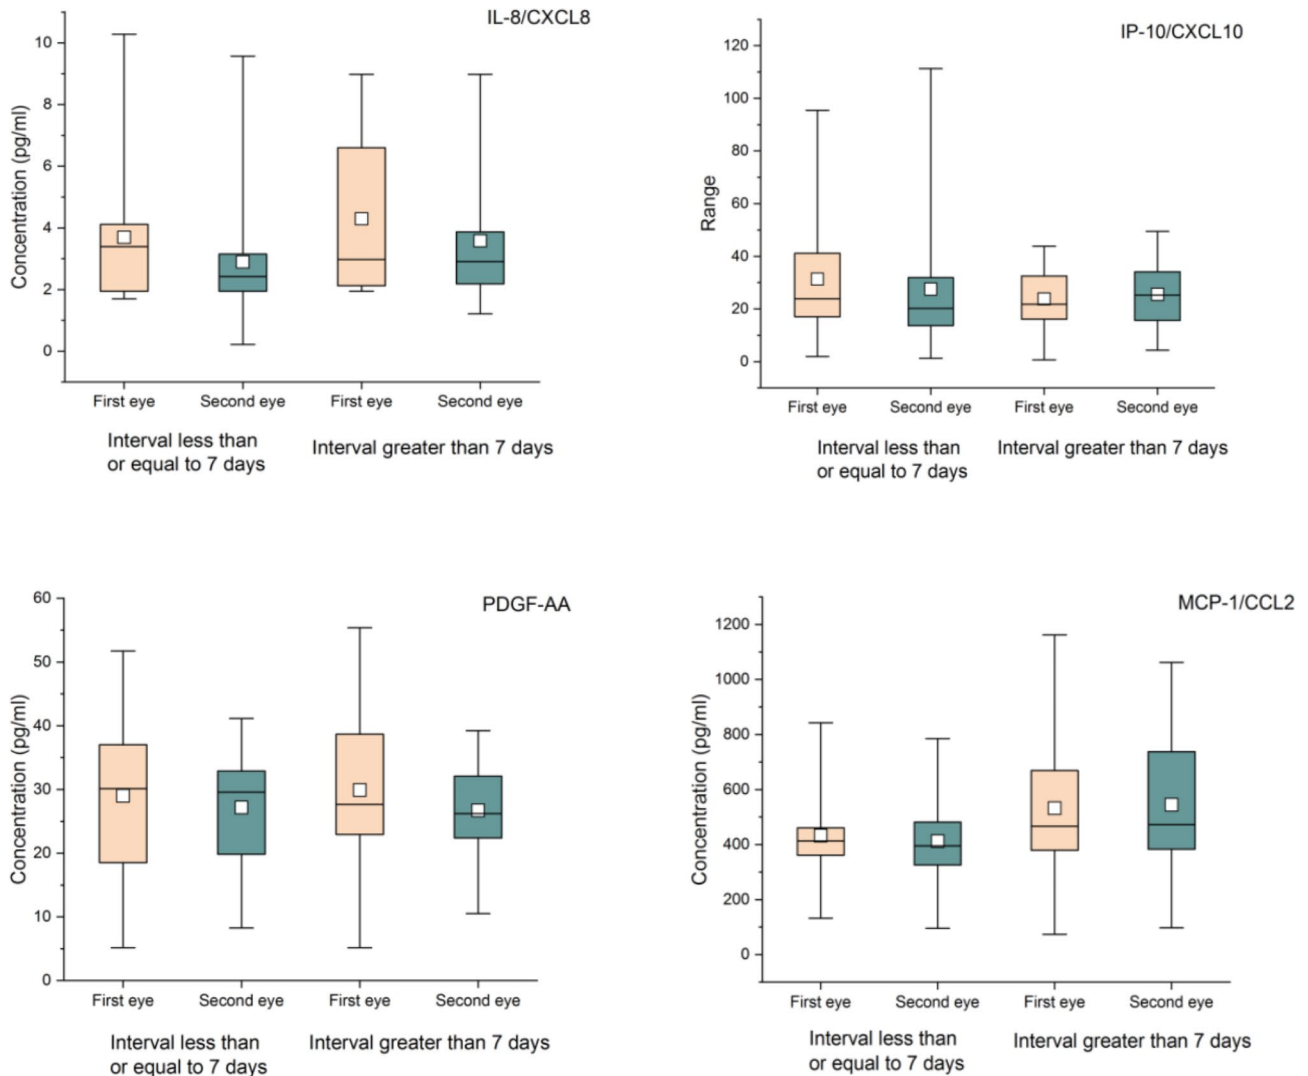 IL-8/CXCL8
Concentration (pg/ml)
10
8
6
4
2
0
First eye Second eye First eye Second eye
Interval less than
or equal to 7 days
Interval greater than 7 days
IP-10/CXCL10
Range
120
100
80
60
40
20
0
First eye Second eye First eye Second eye
Interval less than
or equal to 7 days
Interval greater than 7 days
PDGF-AA
Concentration (pg/ml)
60
50
40
30
20
10
0
First eye Second eye First eye Second eye
Interval less than
or equal to 7 days
Interval greater than 7 days
MCP-1/CCL2
Concentration (pg/ml)
1200
1000
800
600
400
200
0
First eye Second eye First eye Second eye
Interval less than
or equal to 7 days
Interval greater than 7 days